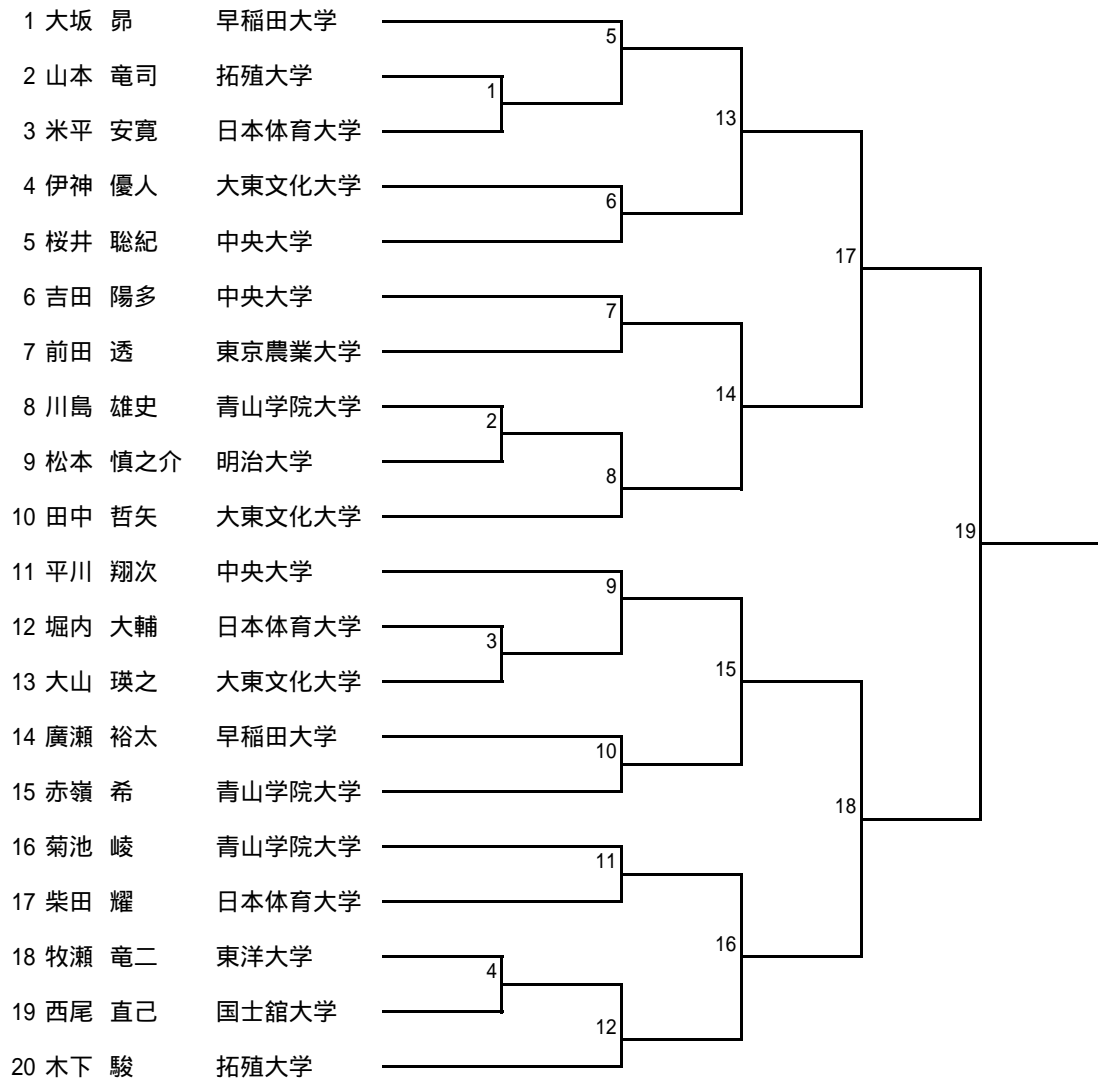 1 大坂 昴 早稲田大学
5
2 山本 竜司 拓殖大学
1
13
3 米平 安寛 日本体育大学
4 伊神 優人 大東文化大学
6
5 桜井 聡紀 中央大学
17
6 吉田 陽多 中央大学
7
7 前田 透 東京農業大学
14
8 川島 雄史 青山学院大学
2
9 松本 慎之介 明治大学
8
10 田中 哲矢 大東文化大学
19
11 平川 翔次 中央大学
9
12 堀内 大輔 日本体育大学
3
15
13 大山 瑛之 大東文化大学
14 廣瀬 裕太 早稲田大学
10
15 赤嶺 希 青山学院大学
18
16 菊池 崚 青山学院大学
11
17 柴田 耀 日本体育大学
16
18 牧瀬 竜二 東洋大学
4
19 西尾 直己 国士舘大学
12
20 木下 駿 拓殖大学